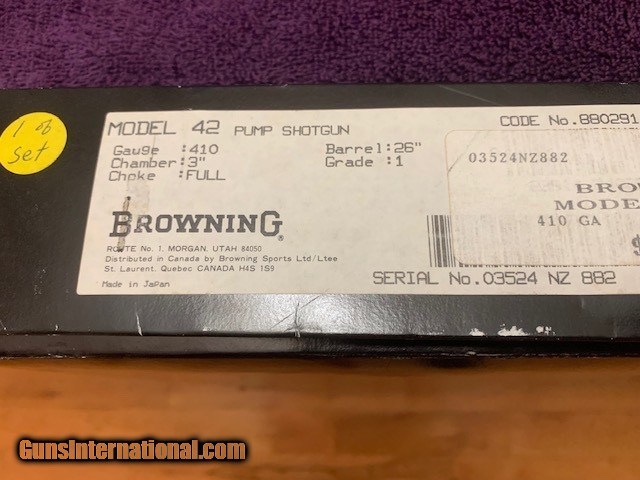 1 of
set
MODEL 42 PUMP SHOTGUN
CODE No.880291
Gauge :410
Barrel:26"
Chamber:3"
Grade :1
Choke :FULL
03524NZ882
BRO
MODE
410 GA
$
BROWNING
ROUTE No. 1, MORGAN, UTAH 84050
Distributed in Canada by Browning Sports Ltd/Ltee
St. Laurent, Quebec CANADA H4S 1S9
Made in Japan
SERIAL No.03524 NZ 882
GunsInternational.com